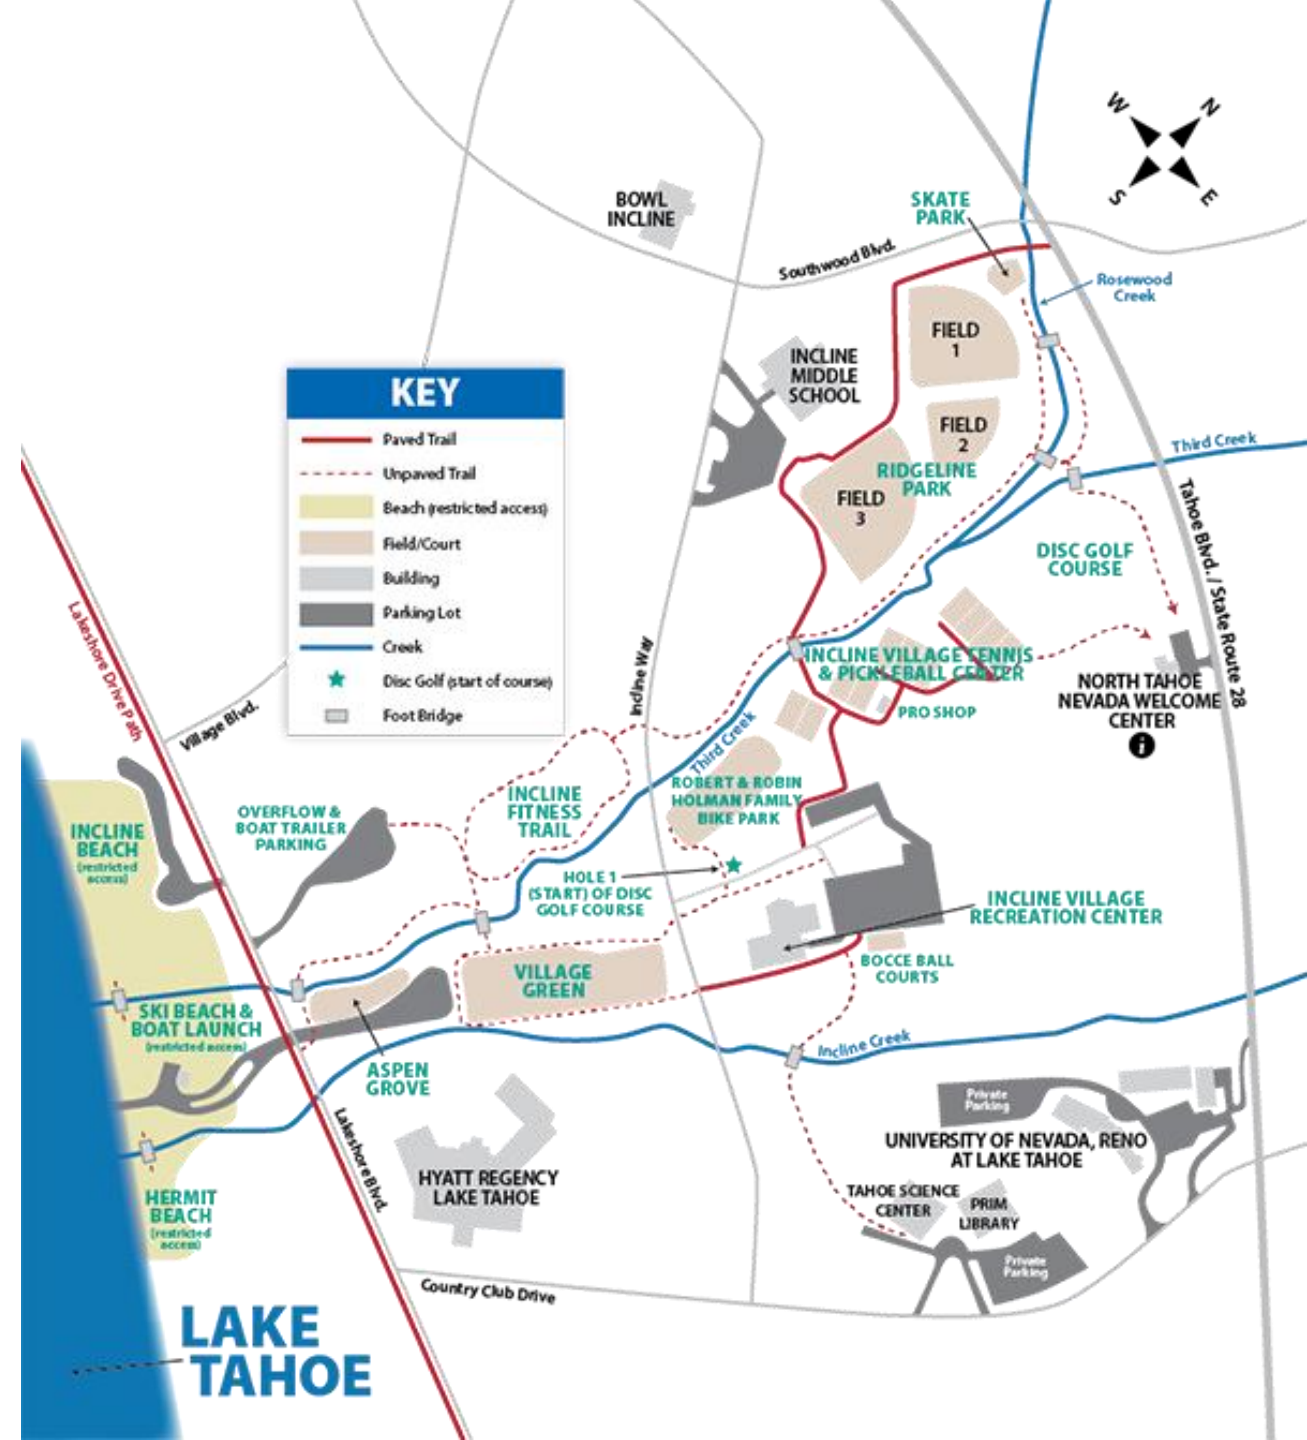 W
N
S
E
BOWL
INCLINE
SKATE
PARK
Southwood Blvd.
Rosewood
Creek
FIELD
1
INCLINE
MIDDLE
SCHOOL
FIELD
2
RIDGELINE
PARK
FIELD
3
Third Creek
KEY
Paved Trail
Unpaved Trail
Beach (restricted access)
Field/Court
Building
Parking Lot
Creek
Disc Golf (start of course)
Foot Bridge
Tahoe Blvd. / State Route 28
DISC GOLF
COURSE
Lakeshore Drive Path
Incline Way
INCLINE VILLAGE TENNIS
& PICKLEBALL CENTER
NORTH TAHOE
NEVADA WELCOME
CENTER
i
PRO SHOP
Village Blvd.
Third Creek
ROBERT & ROBIN
HOLMAN FAMILY
BIKE PARK
INCLINE
FITNESS
TRAIL
OVERFLOW &
BOAT TRAILER
PARKING
INCLINE
BEACH
(restricted
access)
HOLE 1
(START) OF DISC
GOLF COURSE
INCLINE VILLAGE
RECREATION CENTER
BOCCE BALL
COURTS
VILLAGE
GREEN
SKI BEACH &
BOAT LAUNCH
(restricted access)
Incline Creek
ASPEN
GROVE
Private
Parking
UNIVERSITY OF NEVADA, RENO
AT LAKE TAHOE
Lakeshore Blvd.
HYATT REGENCY
LAKE TAHOE
TAHOE SCIENCE
CENTER
PRIM
LIBRARY
HERMIT
BEACH
(restricted
access)
Private
Parking
Country Club Drive
LAKE
TAHOE